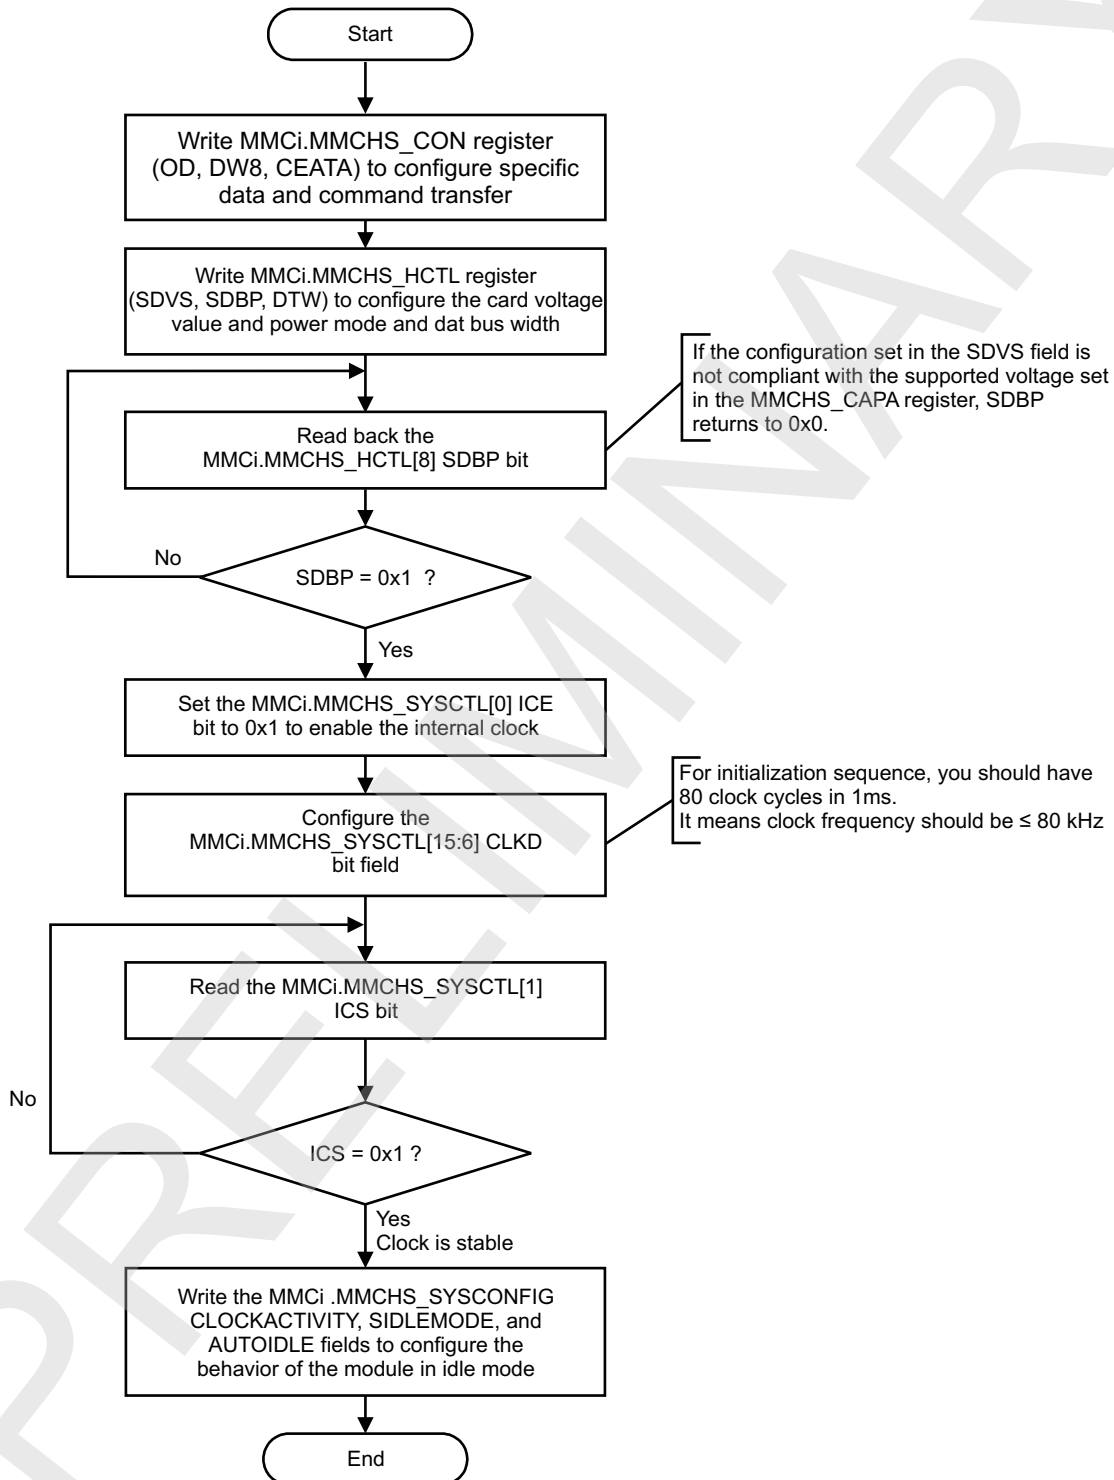 Start
Write MMCi.MMCHS_CON register
(OD, DW8, CEATA) to configure specific
data and command transfer
Write MMCi.MMCHS_HCTL register
(SDVS, SDBP, DTW) to configure the card voltage
value and power mode and dat bus width
If the configuration set in the SDVS field is
not compliant with the supported voltage set
in the MMCHS_CAPA register, SDBP
returns to 0x0.
Read back the
MMCi.MMCHS_HCTL[8] SDBP bit
No
SDBP = 0x1 ?
Yes
Set the MMCi.MMCHS_SYSCTL[0] ICE
bit to 0x1 to enable the internal clock
For initialization sequence, you should have
80 clock cycles in 1ms.
It means clock frequency should be ≤ 80 kHz
Configure the
MMCi.MMCHS_SYSCTL[15:6] CLKD
bit field
Read the MMCi.MMCHS_SYSCTL[1]
ICS bit
No
ICS = 0x1 ?
Yes
Clock is stable
Write the MMCi .MMCHS_SYSCONFIG
CLOCKACTIVITY, SIDLEMODE, and
AUTOIDLE fields to configure the
behavior of the module in idle mode
End
PRELIMINARY